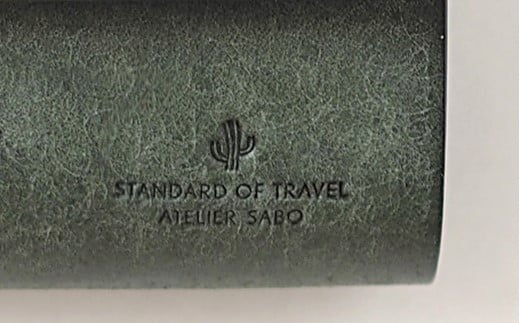 STANDARD OF TRAVEL
ATELIER SABO